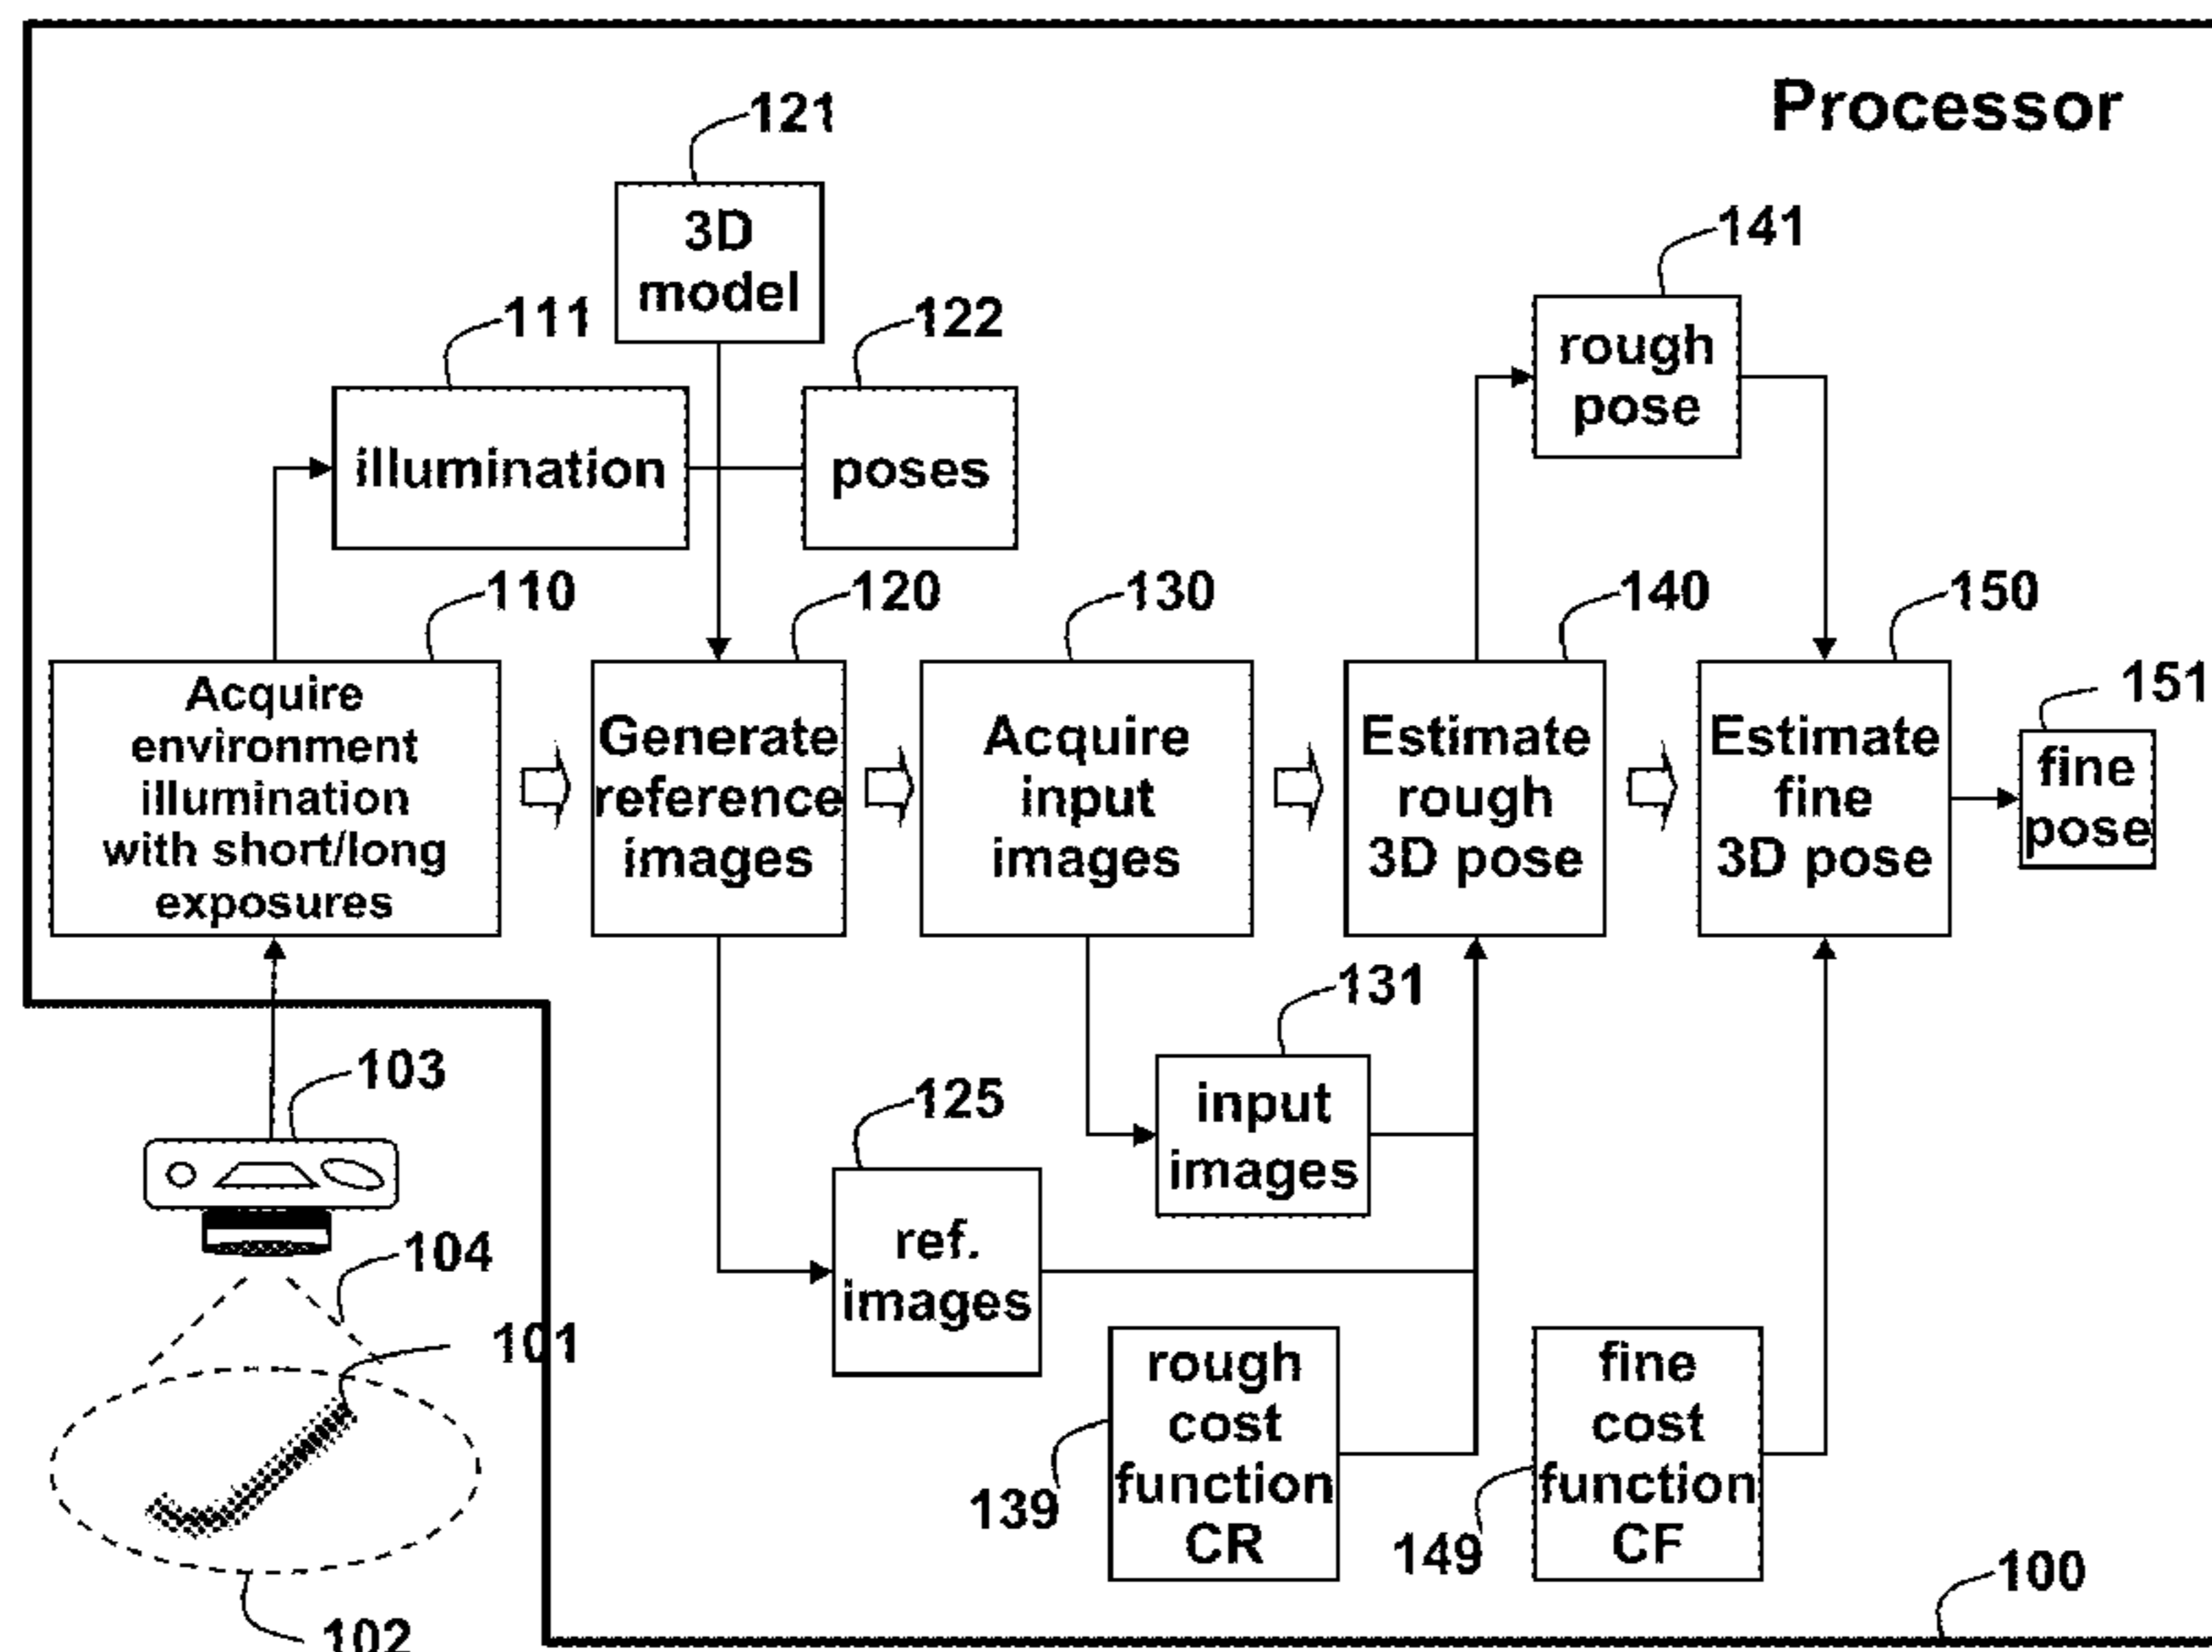 Processor
121
3D
model
141
rough
pose
111
illumination
122
poses
110
120
130
140
150
151
Acquire
environment
illumination
with short/long
exposures
Generate
reference
images
Acquire
input
images
Estimate
rough
3D pose
Estimate
fine
3D pose
fine
pose
103
131
input
images
125
ref.
images
104
101
rough
cost
function
CR
139
fine
cost
function
CF
149
100
102